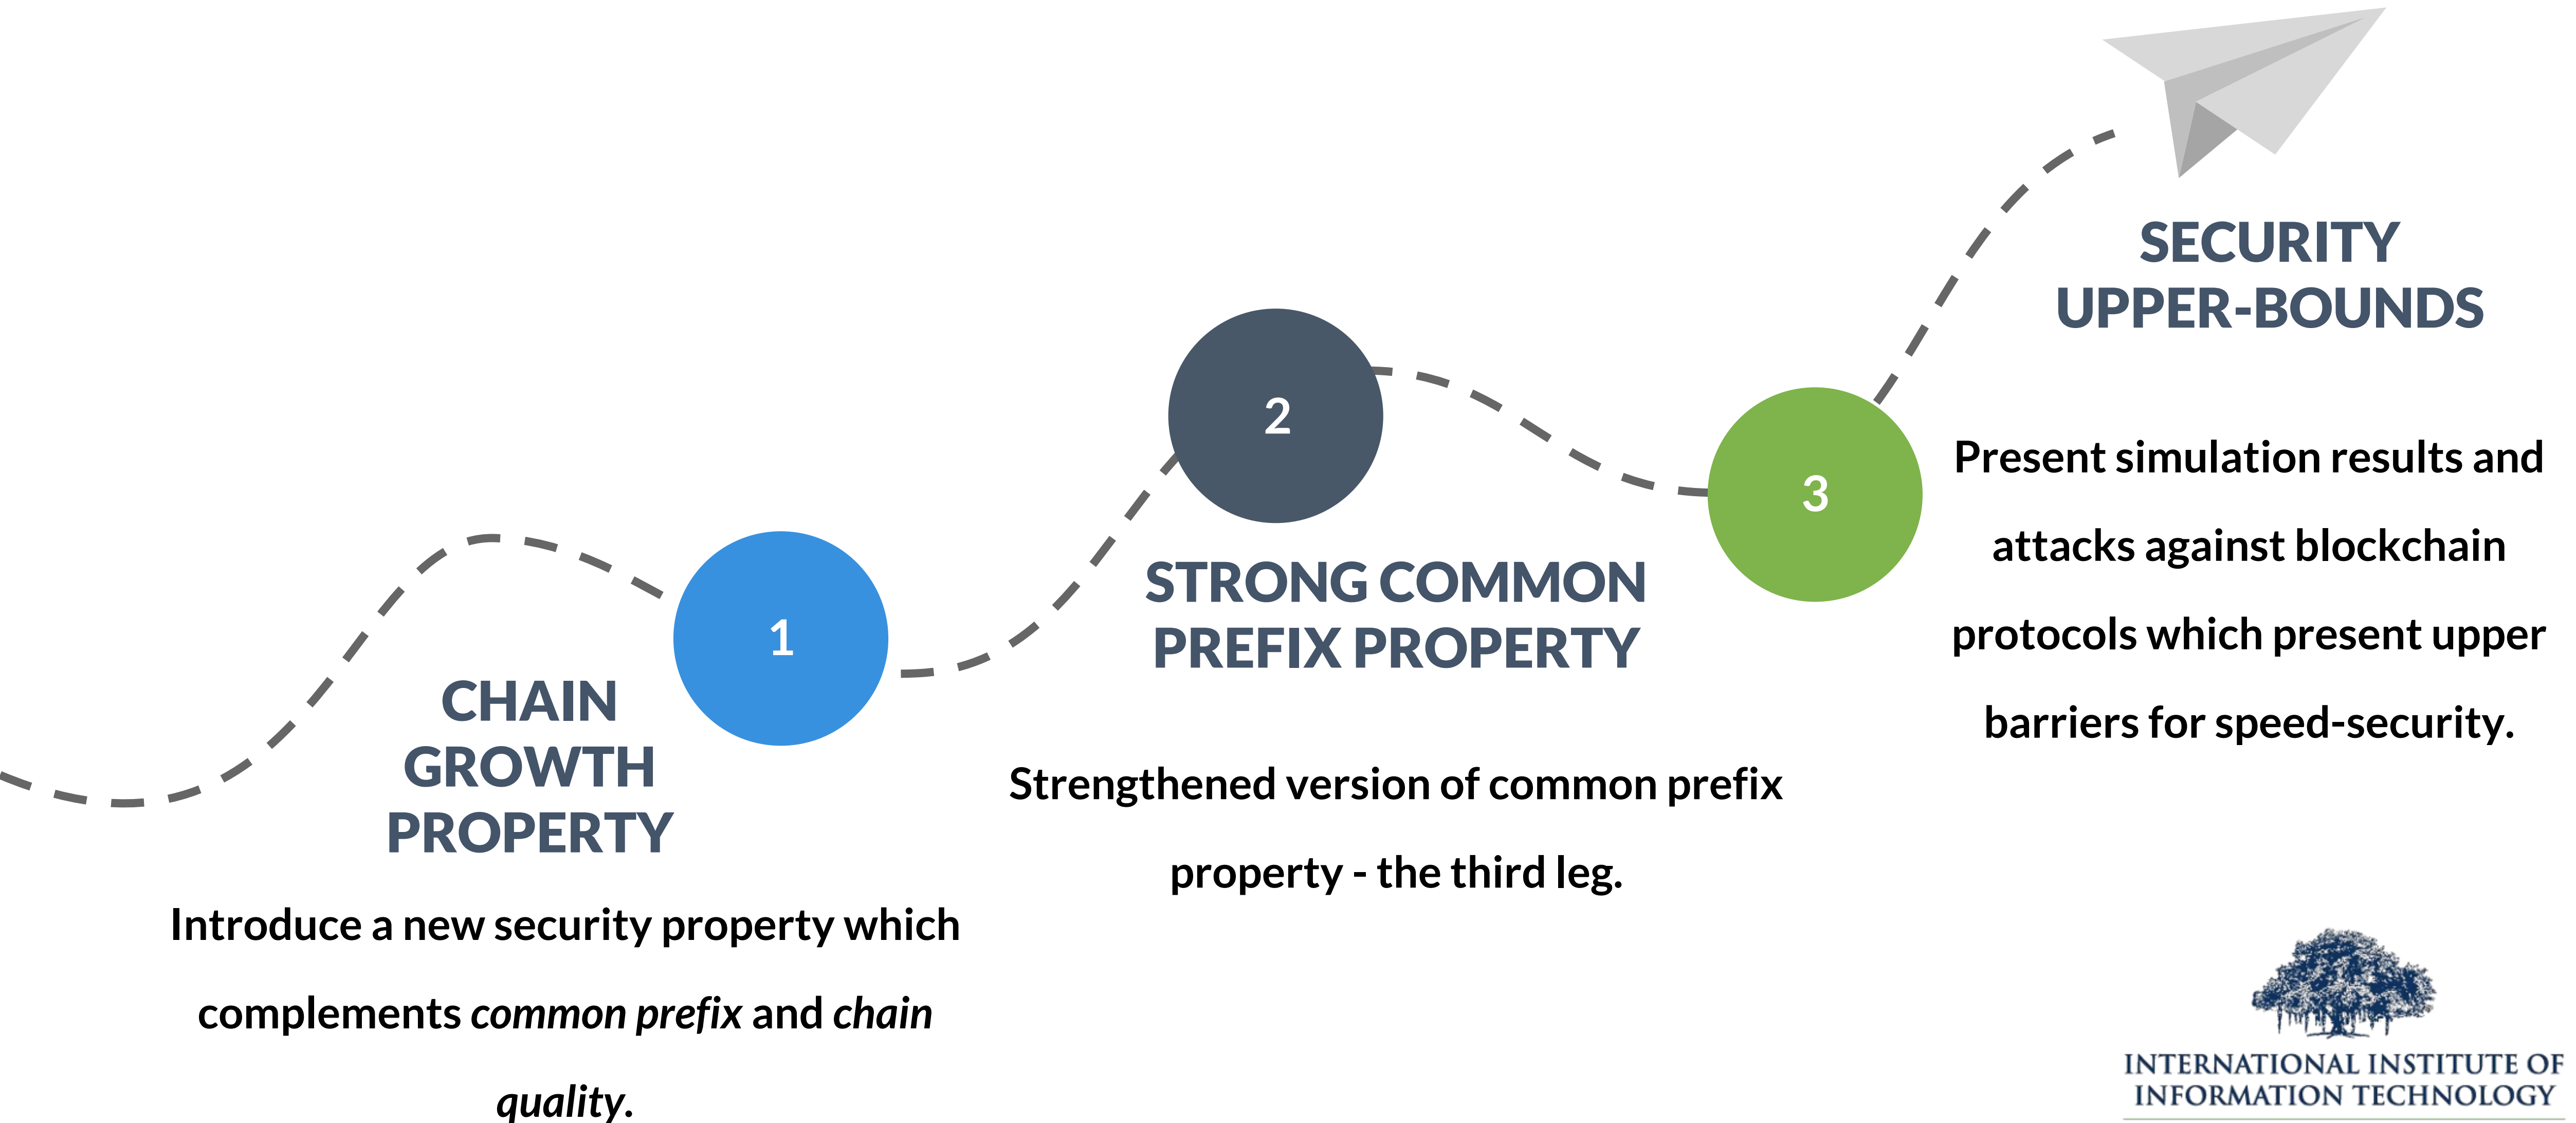 1
CHAIN
GROWTH
PROPERTY
Introduce a new security property which
complements common prefix and chain
quality.
2
STRONG COMMON
PREFIX PROPERTY
Strengthened version of common prefix
property - the third leg.
3
SECURITY
UPPER-BOUNDS
Present simulation results and
attacks against blockchain
protocols which present upper
barriers for speed-security.
INTERNATIONAL INSTITUTE OF
INFORMATION TECHNOLOGY